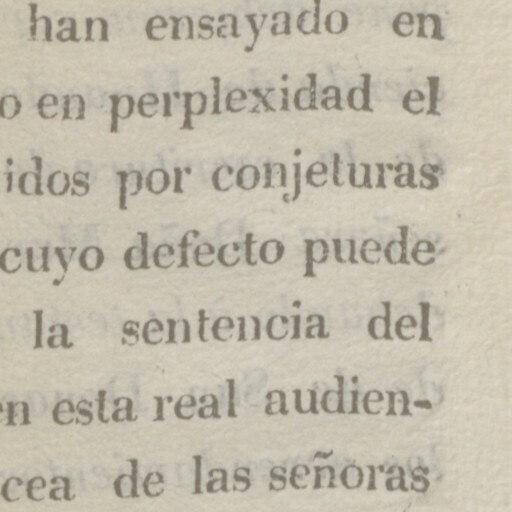 han ensayado en
o en perplexidad el
idos por conjeturas
cuyo defecto puede
la sentencia del
en esta real audien-
cea de las señoras